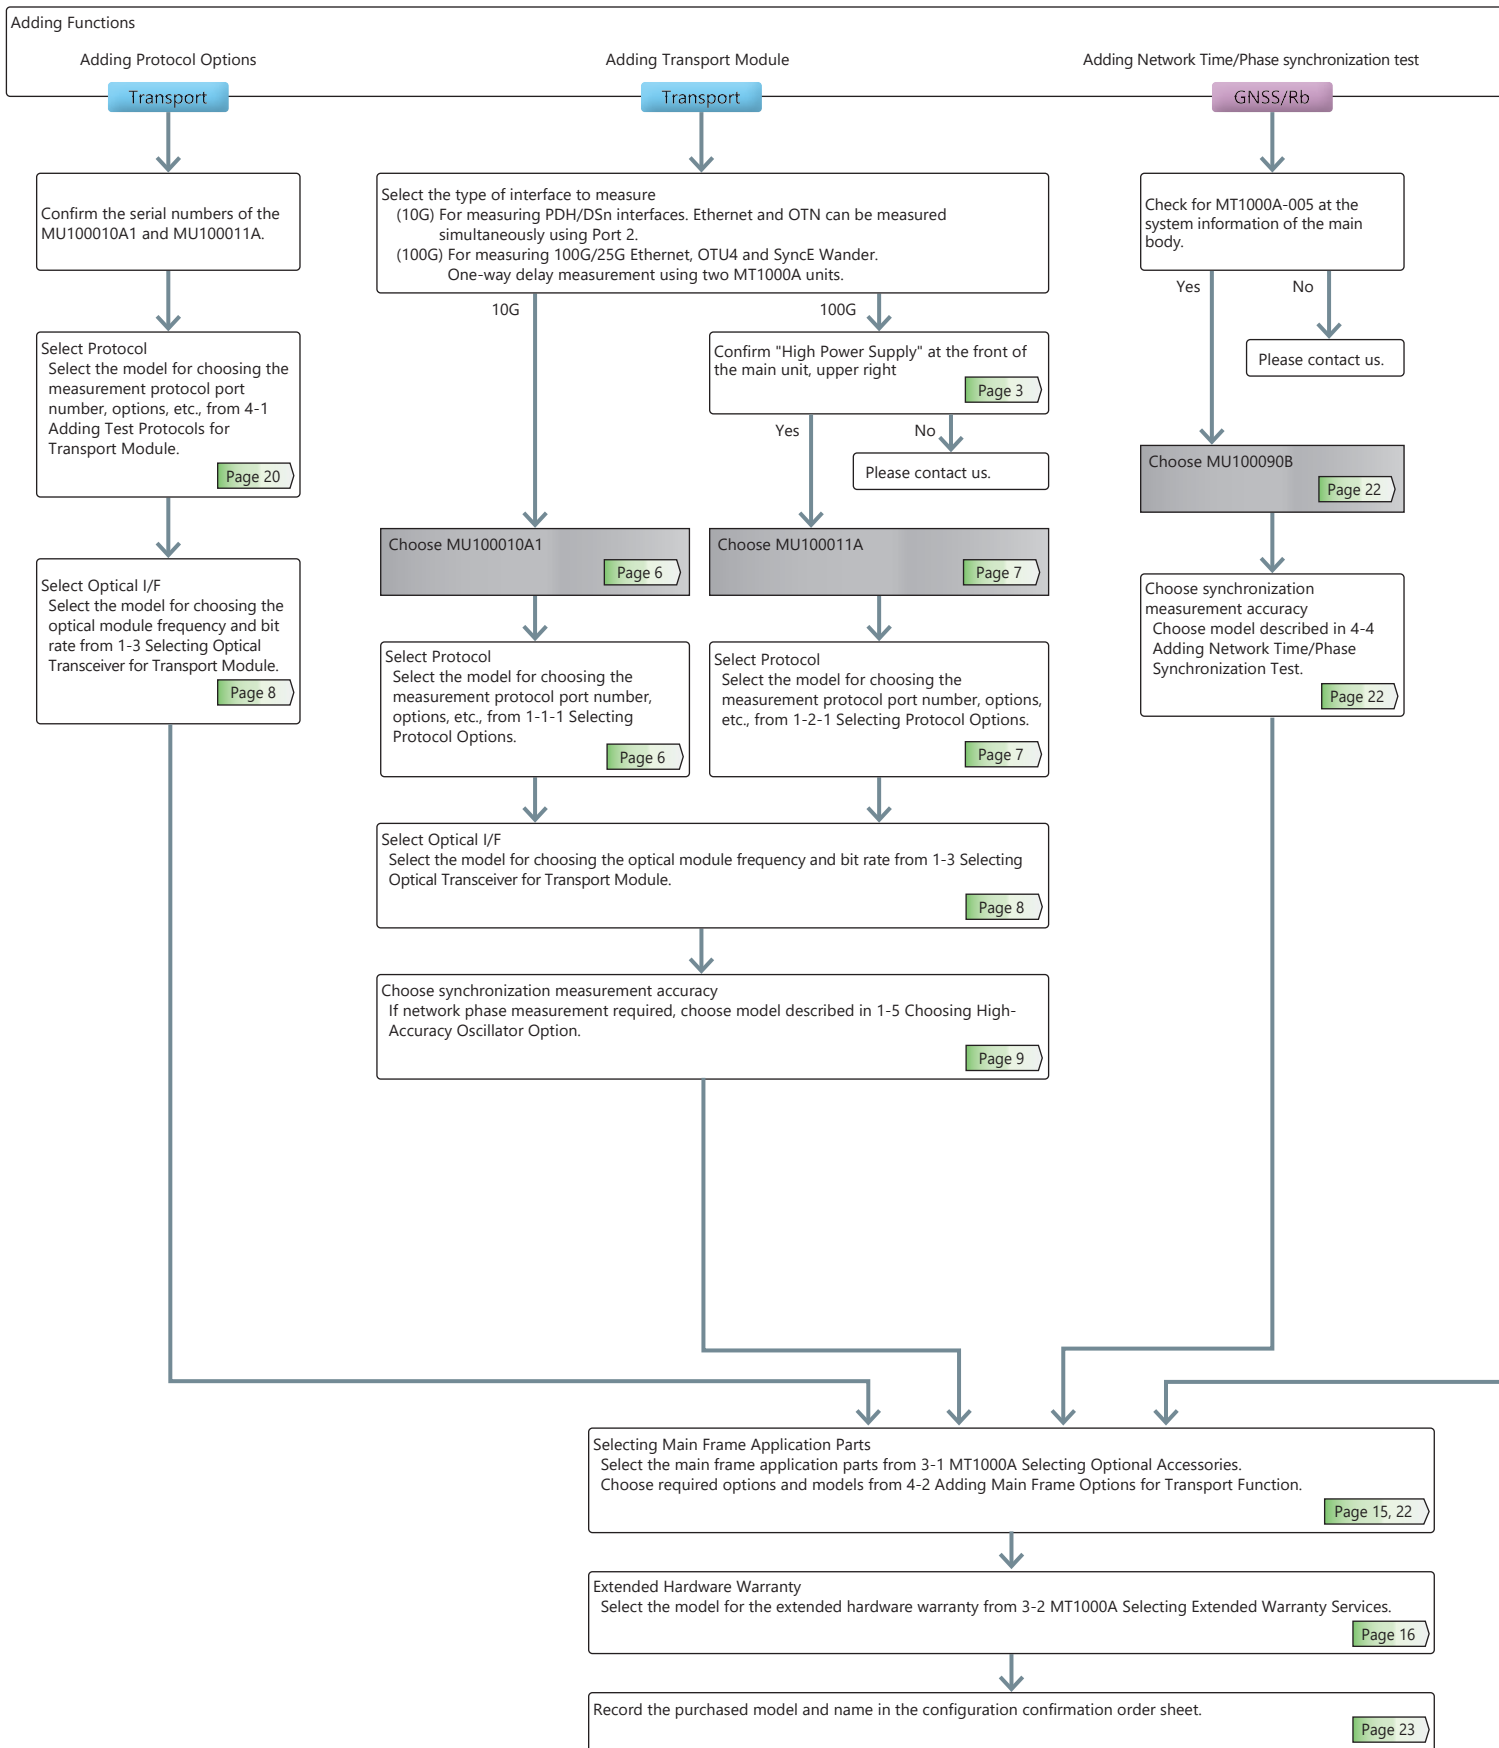 Adding Functions
Adding Protocol Options
Transport
Adding Transport Module
Transport
Adding Network Time/Phase synchronization test
GNSS/Rb
Confirm the serial numbers of the
MU100010A1 and MU100011A.
Select Protocol
Select the model for choosing the
measurement protocol port
number, options, etc., from 4-1
Adding Test Protocols for
Transport Module.
Page 20
Select Optical I/F
Select the model for choosing the
optical module frequency and bit
rate from 1-3 Selecting Optical
Transceiver for Transport Module.
Page 8
Select the type of interface to measure
(10G) For measuring PDH/DSn interfaces. Ethernet and OTN can be measured
simultaneously using Port 2.
(100G) For measuring 100G/25G Ethernet, OTU4 and SyncE Wander.
One-way delay measurement using two MT1000A units.
10G
100G
Confirm "High Power Supply" at the front of
the main unit, upper right
Page 3
Yes
No
Please contact us.
Choose MU100010A1
Page 6
Choose MU100011A
Page 7
Select Protocol
Select the model for choosing the
measurement protocol port number,
options, etc., from 1-1-1 Selecting
Protocol Options.
Page 6
Select Protocol
Select the model for choosing the
measurement protocol port number, options,
etc., from 1-2-1 Selecting Protocol Options.
Page 7
Select Optical I/F
Select the model for choosing the optical module frequency and bit rate from 1-3 Selecting
Optical Transceiver for Transport Module.
Page 8
Choose synchronization measurement accuracy
If network phase measurement required, choose model described in 1-5 Choosing High-
Accuracy Oscillator Option.
Page 9
Check for MT1000A-005 at the
system information of the main
body.
Yes
No
Please contact us.
Choose MU100090B
Page 22
Choose synchronization
measurement accuracy
Choose model described in 4-4
Adding Network Time/Phase
Synchronization Test.
Page 22
Selecting Main Frame Application Parts
Select the main frame application parts from 3-1 MT1000A Selecting Optional Accessories.
Choose required options and models from 4-2 Adding Main Frame Options for Transport Function.
Page 15, 22
Extended Hardware Warranty
Select the model for the extended hardware warranty from 3-2 MT1000A Selecting Extended Warranty Services.
Page 16
Record the purchased model and name in the configuration confirmation order sheet.
Page 23